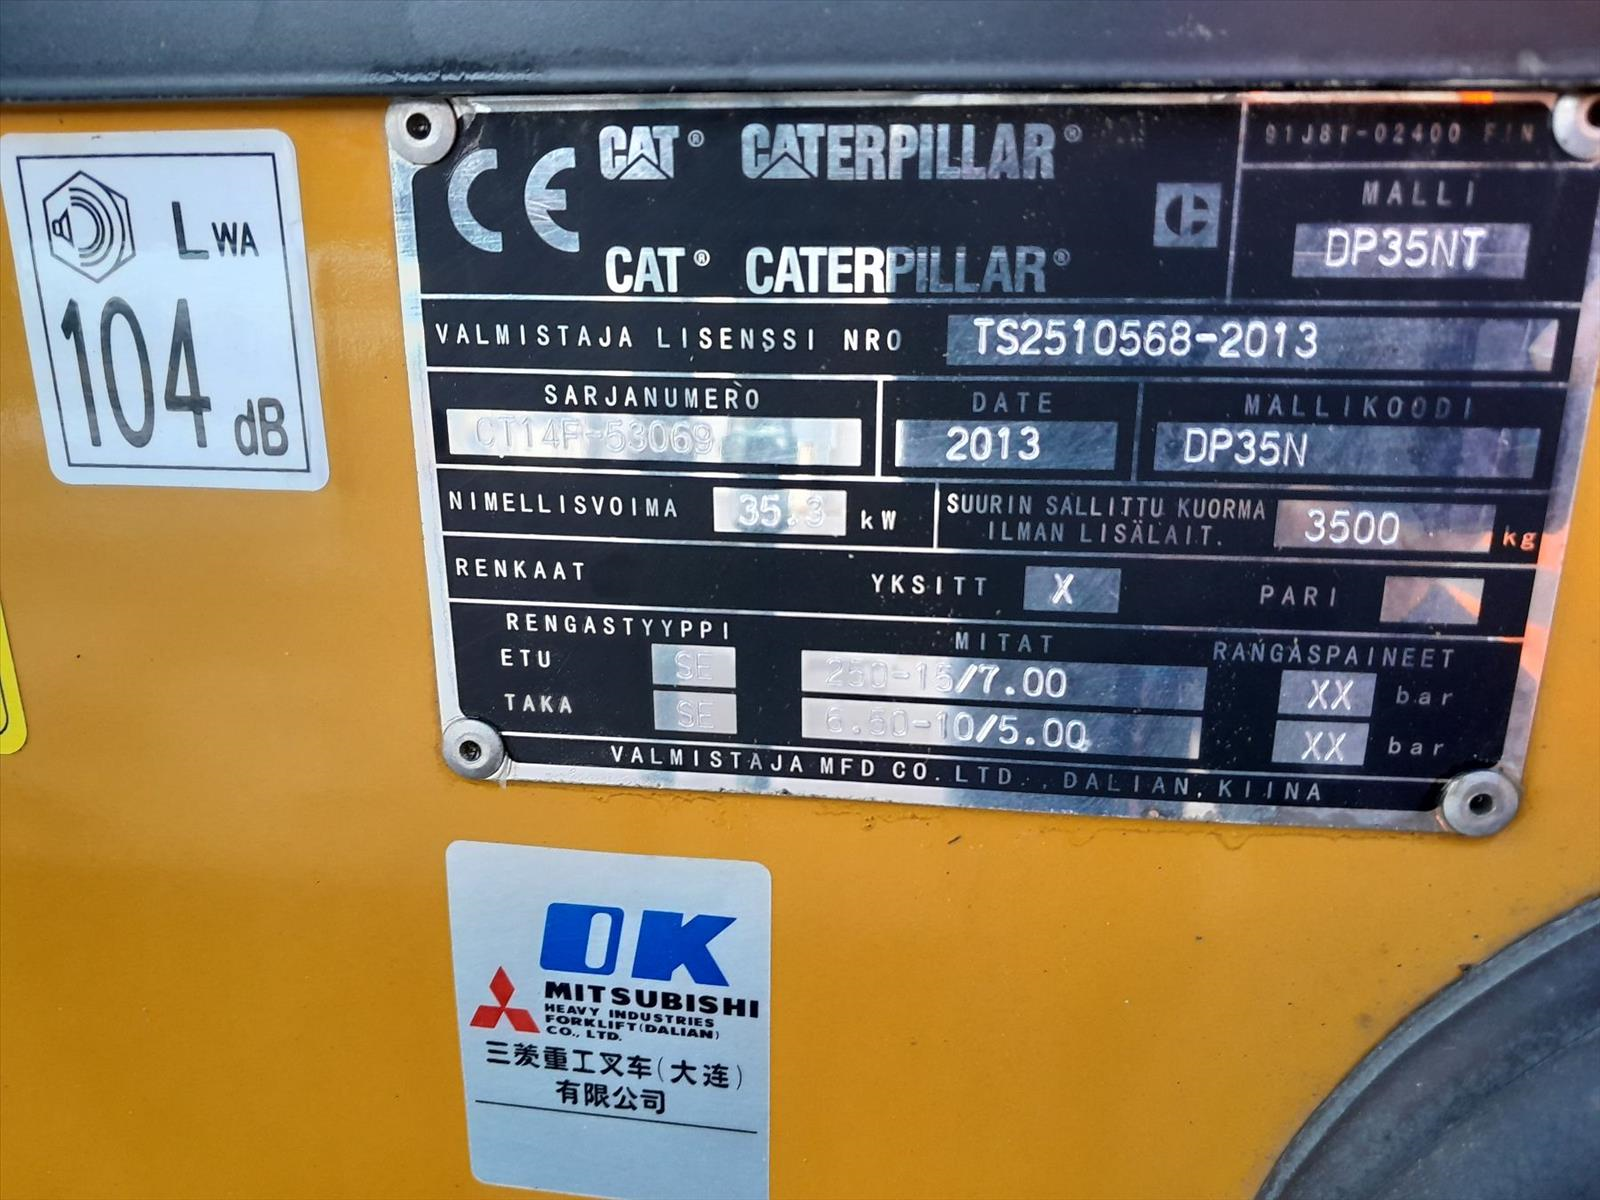 LWA
104 dB
CE CAT® CATERPILLAR®
CAT® CATERPILLAR®
C
91J8T-02400 FIN
MALLI
DP35NT
VALMISTAJA LISENSSI NRO TS2510568-2013
SARJANUMERO DATE MALLIKOODI
CT14F-53069 2013 DP35N
NIMELLISVOIMA 35.3 kW SUURIN SALLITTU KUORMA
ILMAN LISÄLAIT. 3500 kg
RENKAAT YKSITT X PARI
RENGASTYYPPI MITAT RANGASPAINEET
ETU SE 250-15/7.00 XX bar
TAKA SE 6.50-10/5.00 XX bar
VALMISTAJA MFD CO. LTD., DALIAN, KIINA
OK
MITSUBISHI
HEAVY INDUSTRIES
FORKLIFT(DALIAN)
CO., LTD.
三菱重工叉车(大连)
有限公司